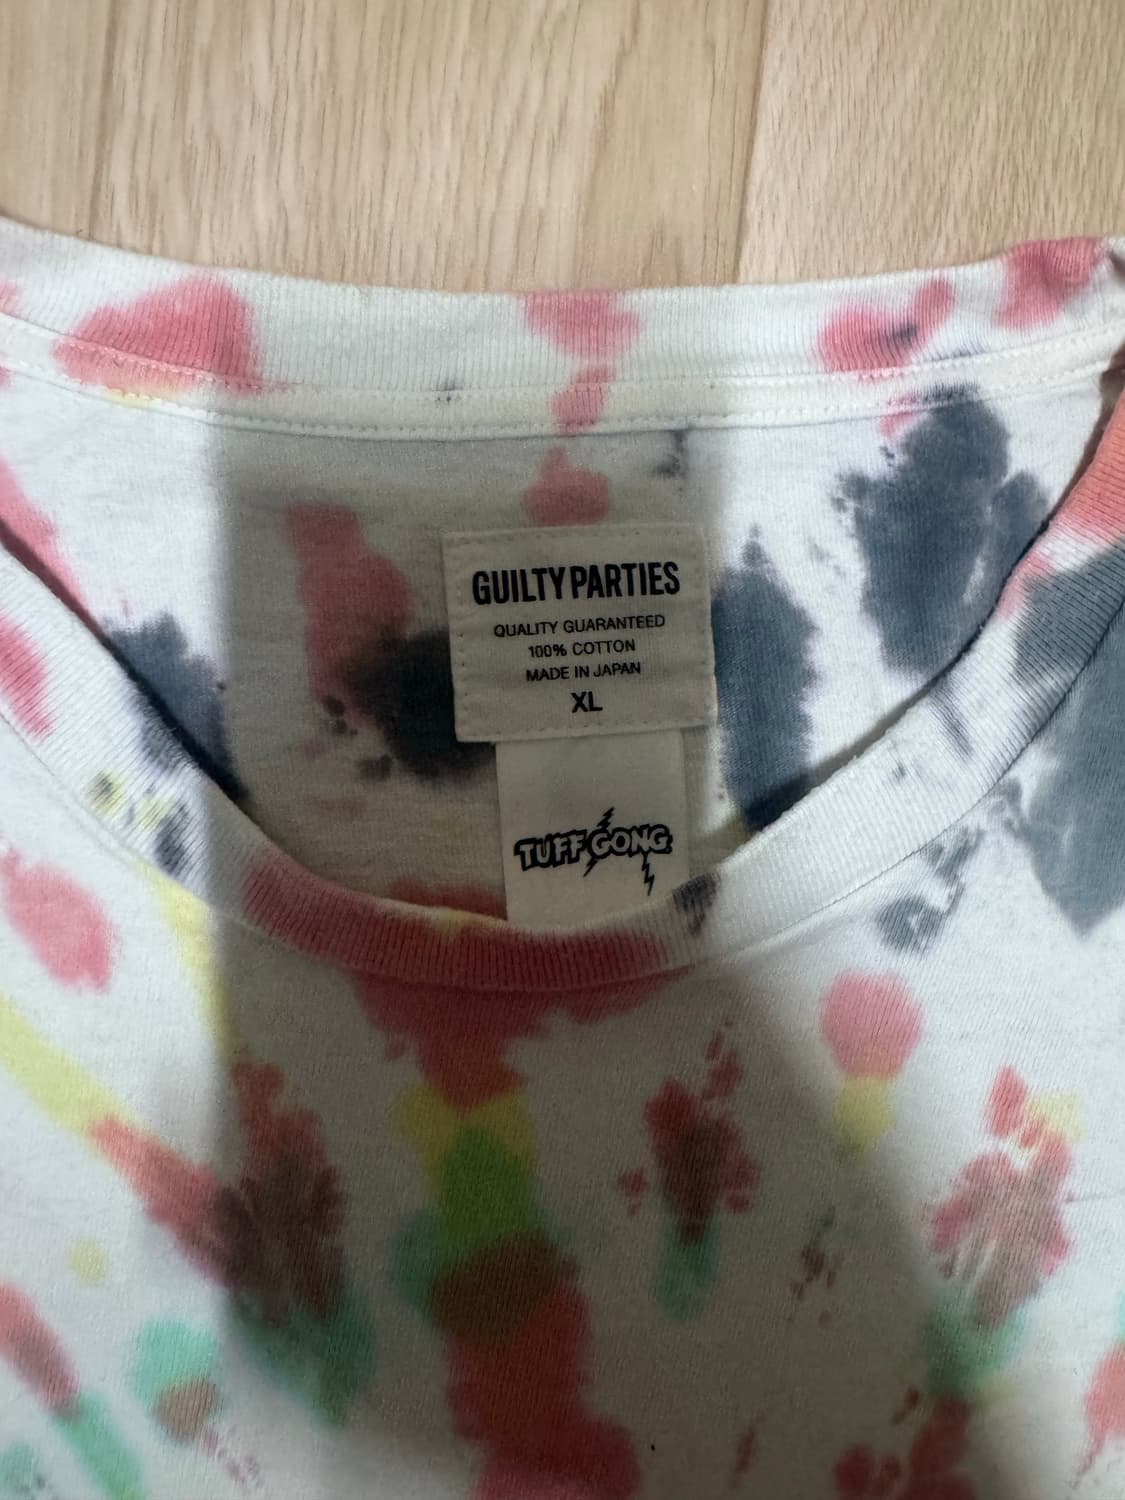 GUILTY PARTIES
QUALITY GUARANTEED
100% COTTON
MADE IN JAPAN
XL
TUFF GONG